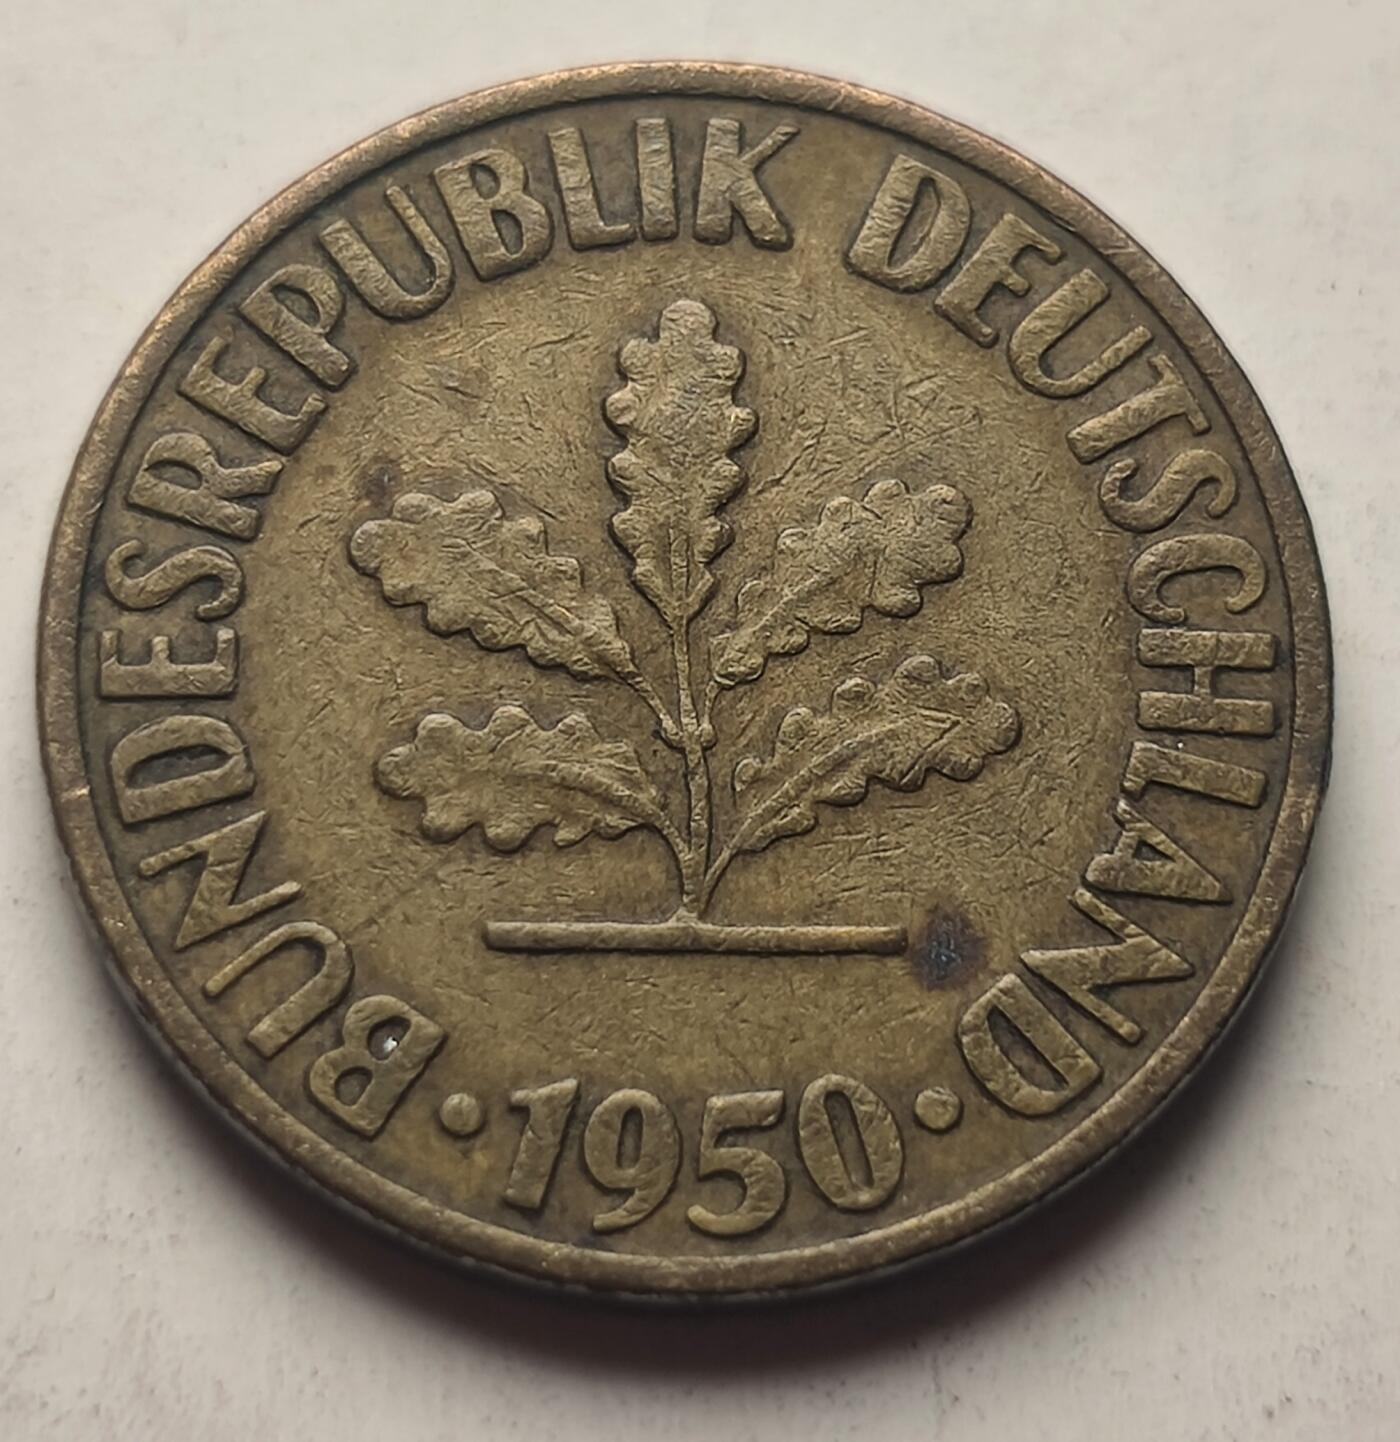 BUNDESREPUBLIK DEUTSCHLAND
· 1950 ·